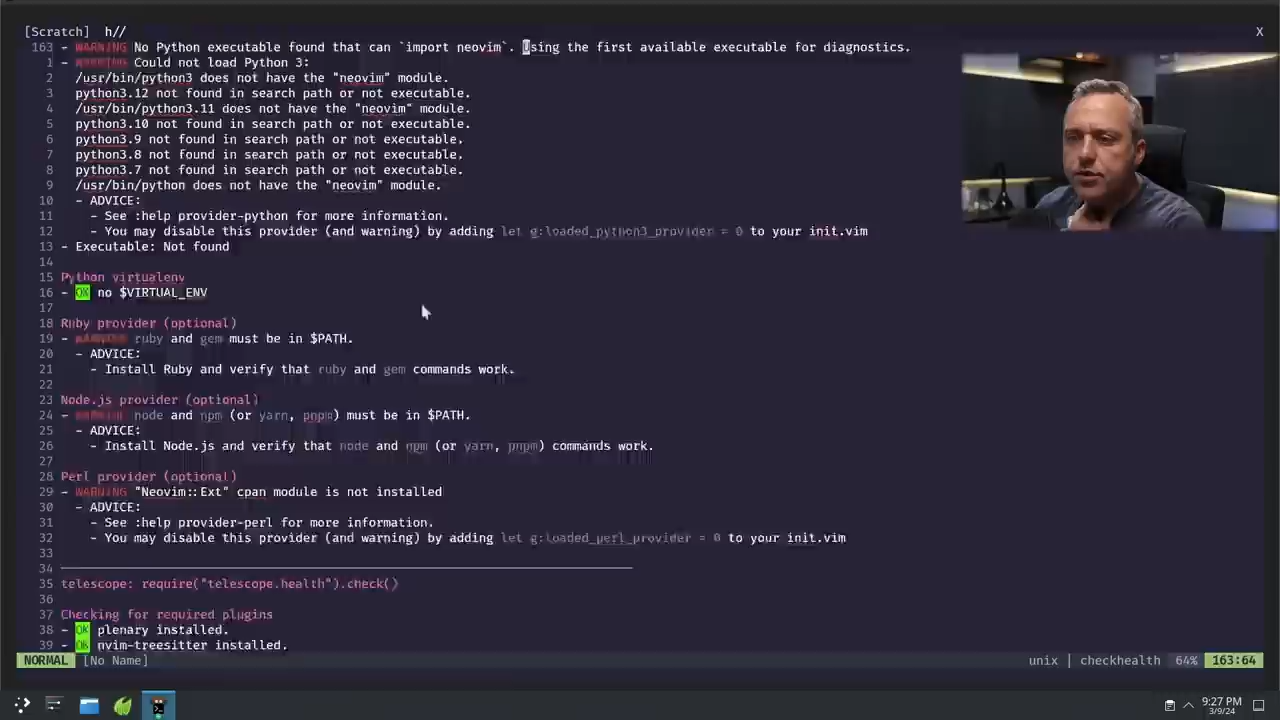 [Scratch] h//
X
163 - WARNING No Python executable found that can `import neovim`. Using the first available executable for diagnostics.
1 - WARNING Could not load Python 3:
2 /usr/bin/python3 does not have the "neovim" module.
3 python3.12 not found in search path or not executable.
4 /usr/bin/python3.11 does not have the "neovim" module.
5 python3.10 not found in search path or not executable.
6 python3.9 not found in search path or not executable.
7 python3.8 not found in search path or not executable.
8 python3.7 not found in search path or not executable.
9 /usr/bin/python does not have the "neovim" module.
10 - ADVICE:
11 - See :help provider-python for more information.
12 - You may disable this provider (and warning) by adding let g:loaded_python3_provider = 0 to your init.vim
13 - Executable: Not found
14
15 Python virtualenv
16 - OK no $VIRTUAL_ENV
17
18 Ruby provider (optional)
19 - WARNING ruby and gem must be in $PATH.
20 - ADVICE:
21 - Install Ruby and verify that ruby and gem commands work.
22
23 Node.js provider (optional)
24 - WARNING node and npm (or yarn, pnpm) must be in $PATH.
25 - ADVICE:
26 - Install Node.js and verify that node and npm (or yarn, pnpm) commands work.
27
28 Perl provider (optional)
29 - WARNING "Neovim::Ext" cpan module is not installed
30 - ADVICE:
31 - See :help provider-perl for more information.
32 - You may disable this provider (and warning) by adding let g:loaded_perl_provider = 0 to your init.vim
33
34
35 telescope: require("telescope.health").check()
36
37 Checking for required plugins
38 - OK plenary installed.
39 - OK nvim-treesitter installed.
NORMAL [No Name] unix | checkhealth 64% 163:64
9:27 PM
3/9/24